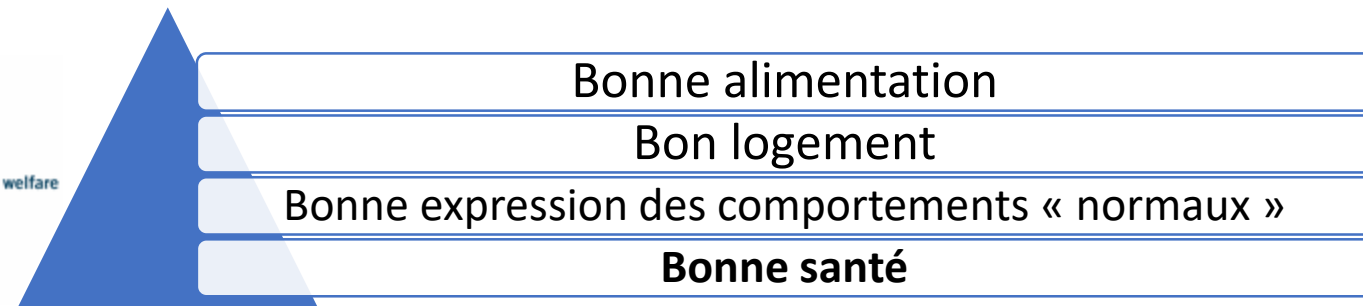 Bonne alimentation
Bon logement
welfare
Bonne expression des comportements « normaux »
Bonne santé